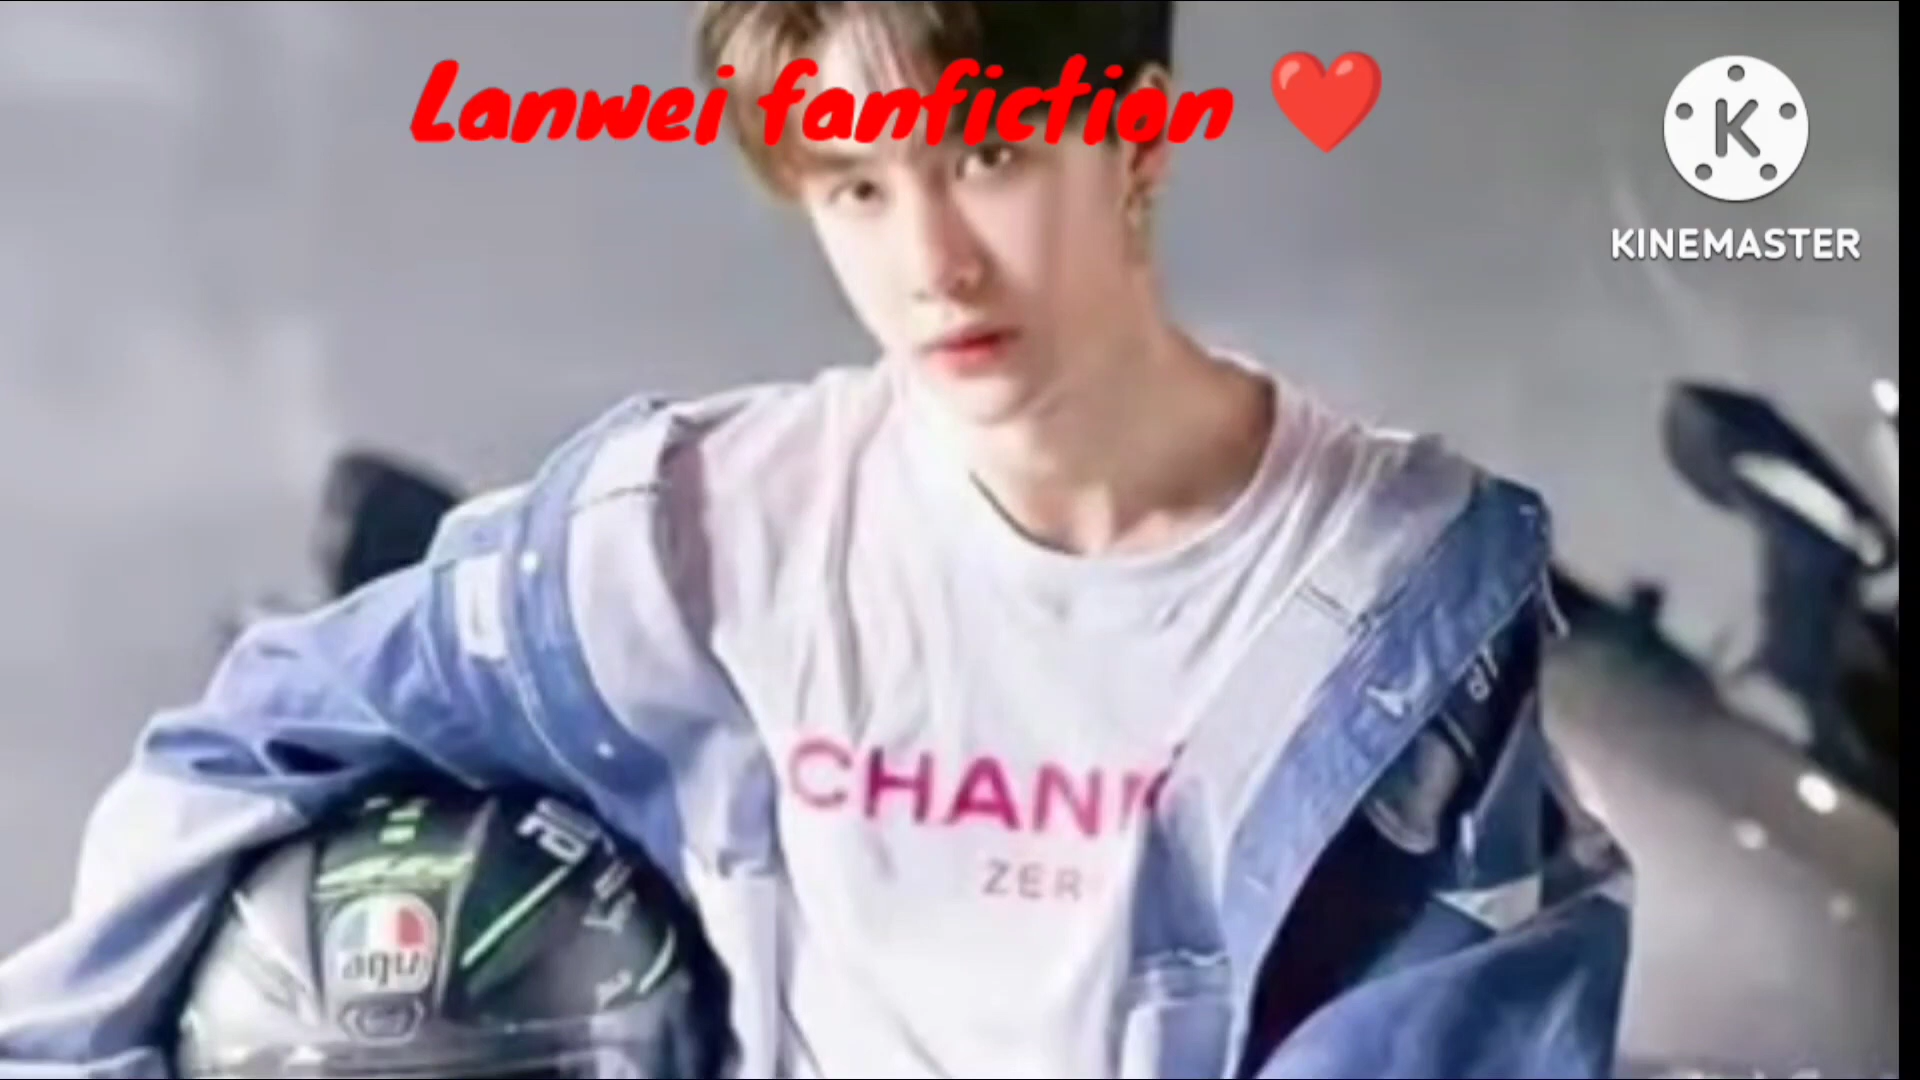 Lanwei fanfiction ❤️
K
KINEMASTER
CHAN
ZER
agv